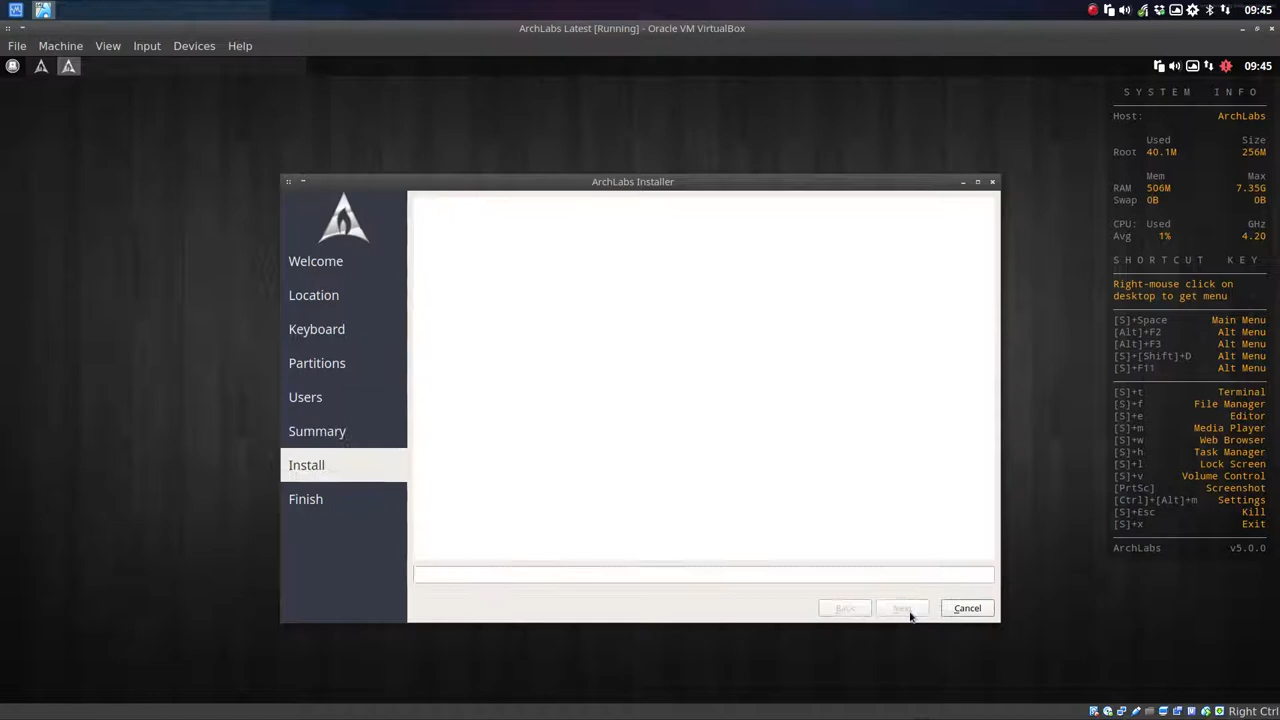 09:45
ArchLabs Latest [Running] - Oracle VM VirtualBox
File Machine View Input Devices Help
09:45
SYSTEM INFO
Host: ArchLabs
Used Size
Root 40.1M 256M
Mem Max
RAM 506M 7.35G
Swap 0B 0B
CPU: Used GHz
Avg 1% 4.20
SHORTCUT KEY
Right-mouse click on
desktop to get menu
[S]+Space Main Menu
[Alt]+F2 Alt Menu
[Alt]+F3 Alt Menu
[S]+[Shift]+D Alt Menu
[S]+F11 Alt Menu
[S]+t Terminal
[S]+f File Manager
[S]+e Editor
[S]+m Media Player
[S]+w Web Browser
[S]+h Task Manager
[S]+l Lock Screen
[S]+v Volume Control
[PrtSc] Screenshot
[Ctrl]+[Alt]+m Settings
[S]+Esc Kill
[S]+x Exit
ArchLabs v5.0.0
ArchLabs Installer
Welcome
Location
Keyboard
Partitions
Users
Summary
Install
Finish
Back Next Cancel
Right Ctrl